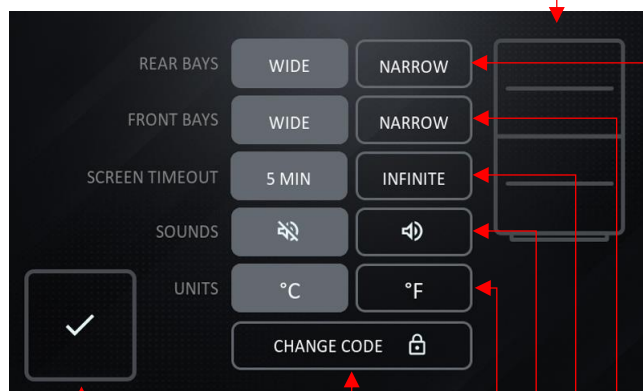 REAR BAYS WIDE NARROW
FRONT BAYS WIDE NARROW
SCREEN TIMEOUT 5 MIN INFINITE
SOUNDS
UNITS °C °F
CHANGE CODE